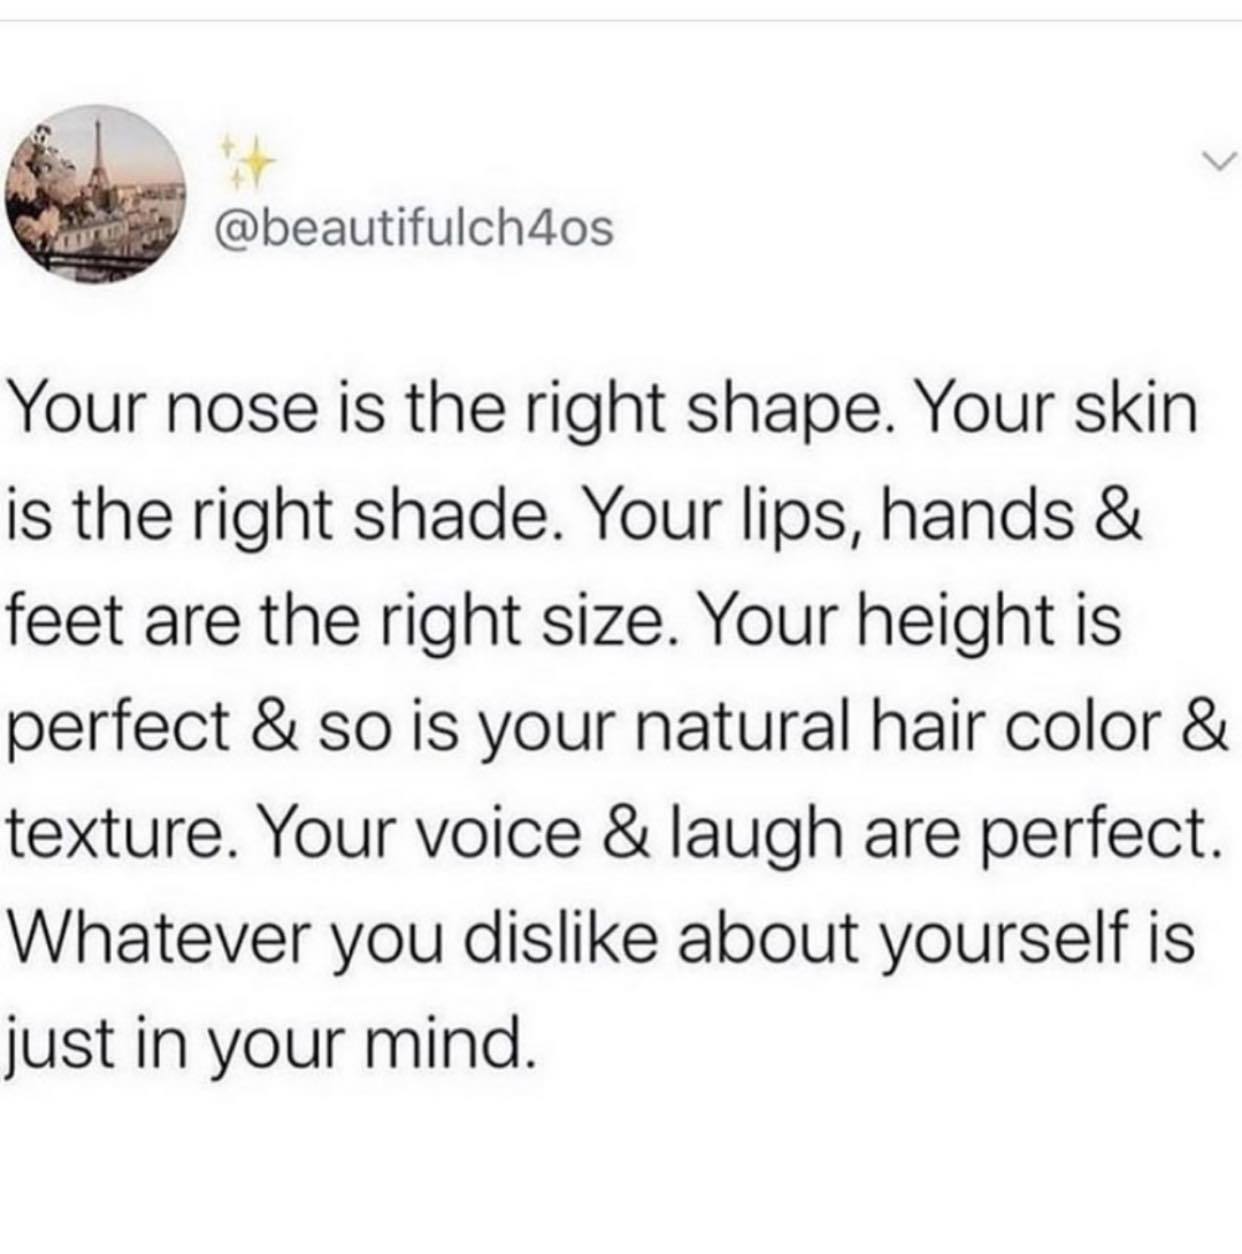 ✨
@beautifulch4os
Your nose is the right shape. Your skin
is the right shade. Your lips, hands &
feet are the right size. Your height is
perfect & so is your natural hair color &
texture. Your voice & laugh are perfect.
Whatever you dislike about yourself is
just in your mind.